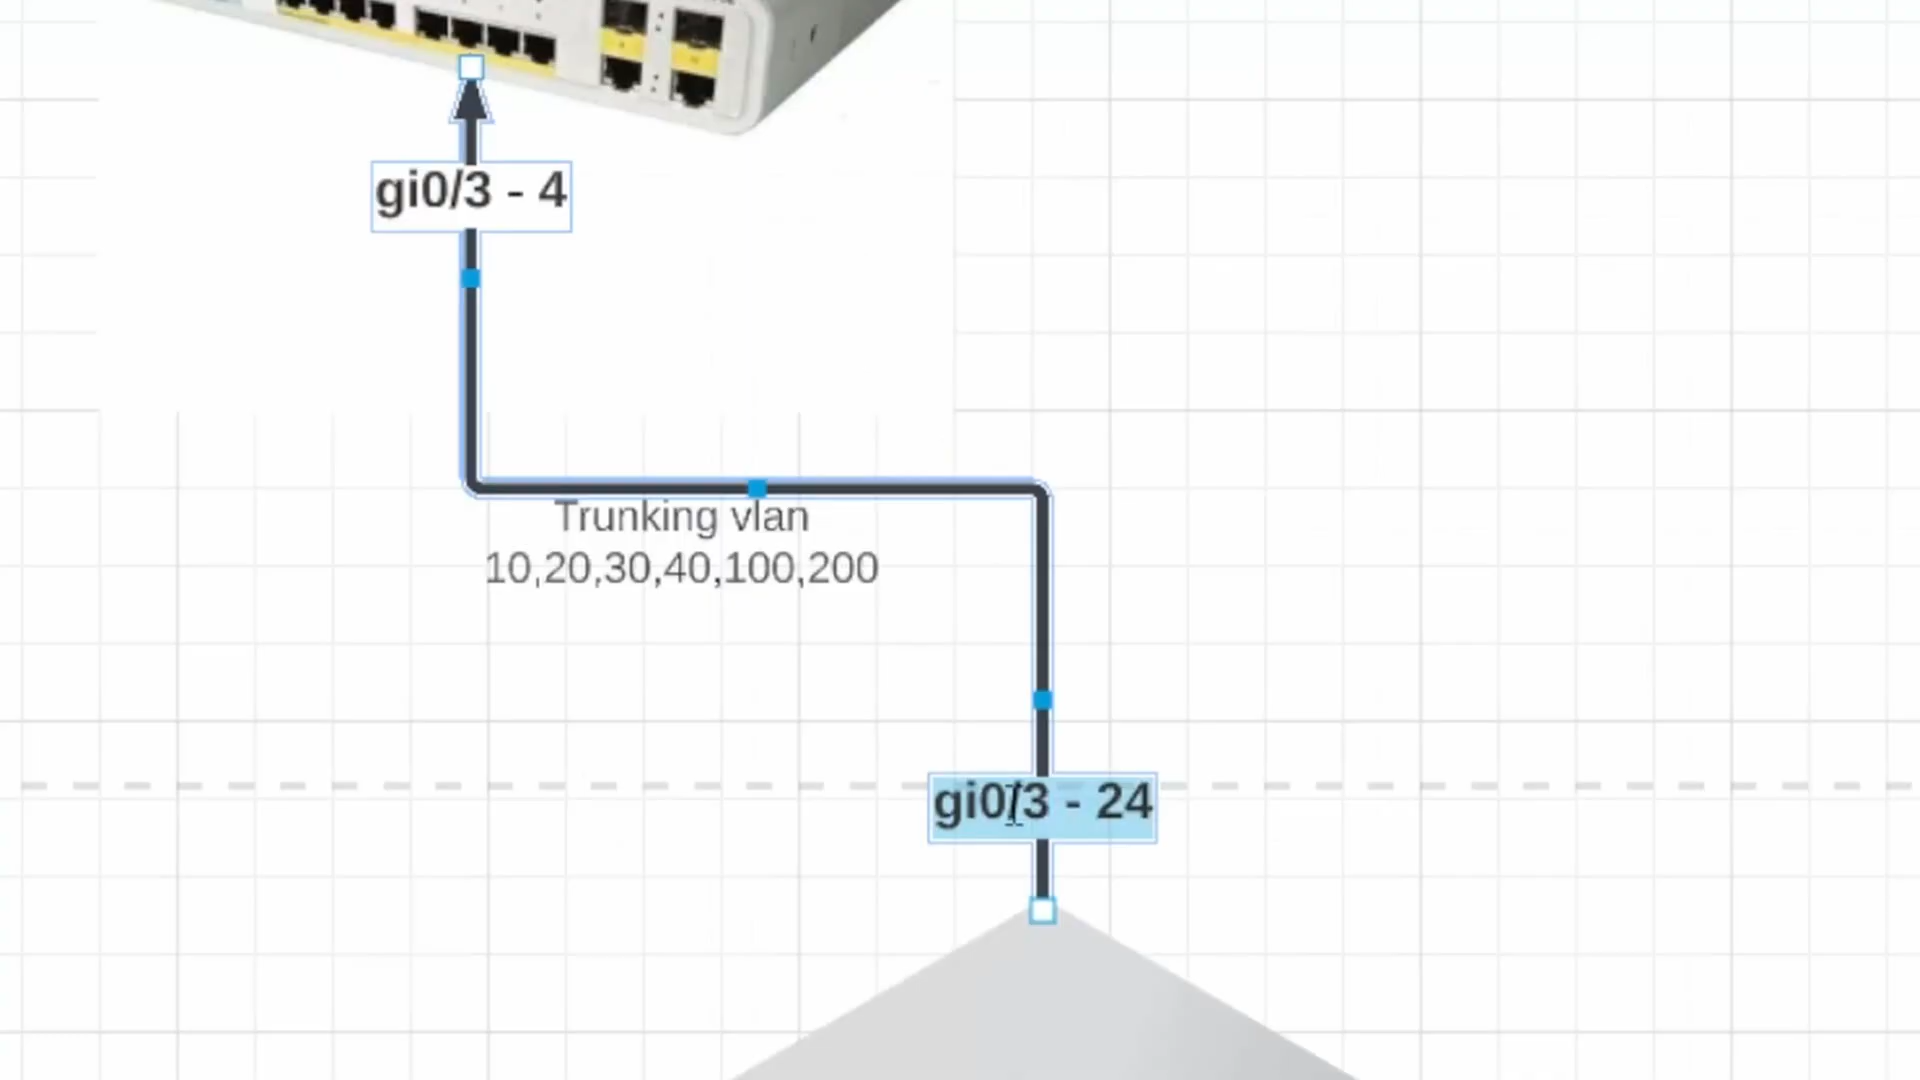 gi0/3 - 4
Trunking vlan
10,20,30,40,100,200
gi0/3 - 24